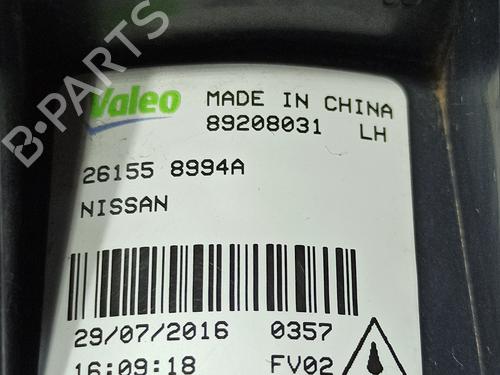 B-PARTS
Valeo MADE IN CHINA
89208031 LH
26155 8994A
NISSAN
29/07/2016 0357
16:09:18 FV02